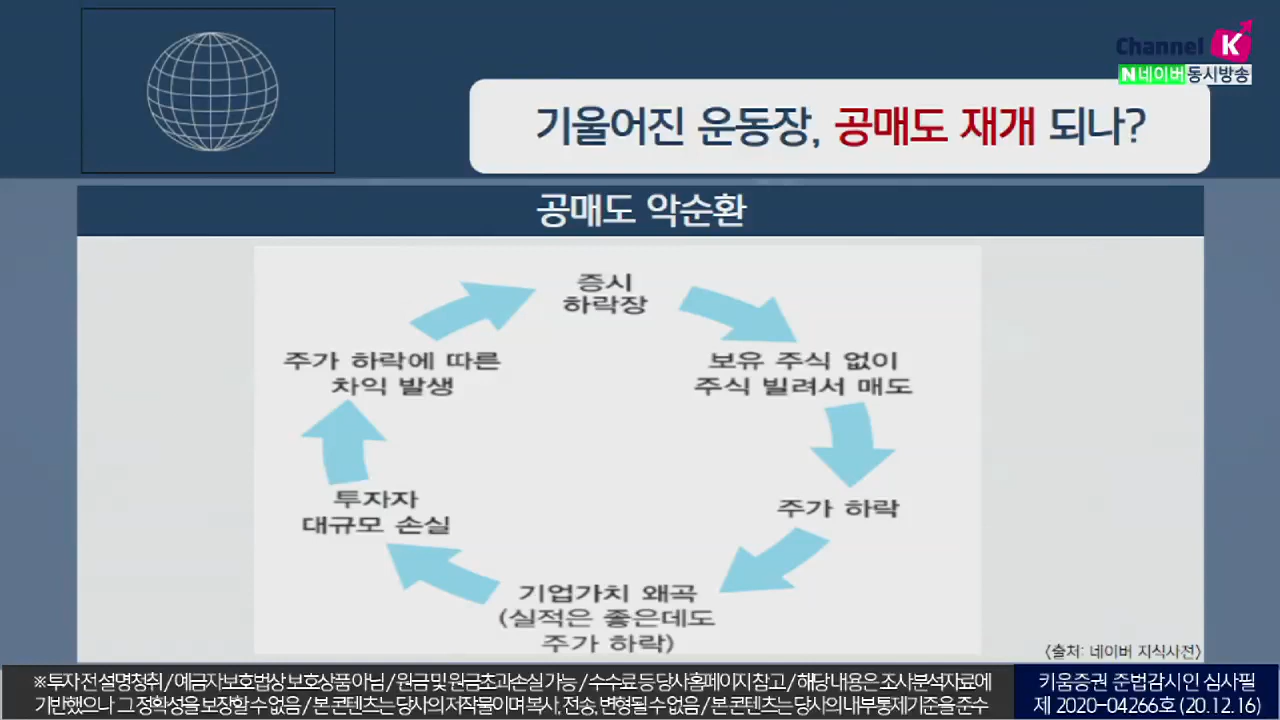 Channel K
N네이버동시방송
기울어진 운동장, 공매도 재개 되나?
공매도 악순환
증시
하락장
보유 주식 없이
주식 빌려서 매도
주가 하락
기업가치 왜곡
(실적은 좋은데도
주가 하락)
투자자
대규모 손실
주가 하락에 따른
차익 발생
<출처: 네이버 지식사전>
※투자 전 설명청취 / 예금자보호법상 보호상품 아님 / 원금 및 원금초과손실 가능 / 수수료 등 당사홈페이지 참고 / 해당 내용은 조사분석자료에
기반했으나 그 정확성을 보장할 수 없음 / 본 콘텐츠는 당사의 저작물이며 복사, 전송, 변형될 수 없음 / 본 콘텐츠는 당사의 내부통제기준을 준수
키움증권 준법감시인 심사필
제 2020-04266호 (20.12.16)